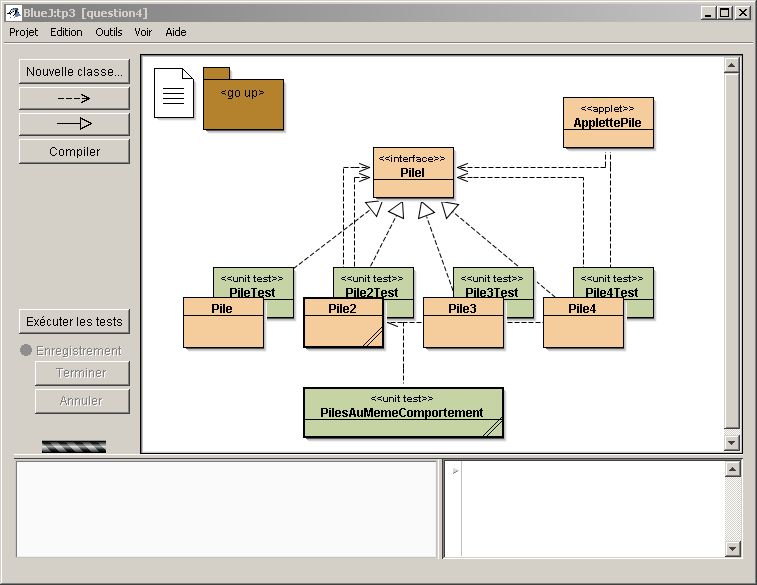 BlueJ:tp3 [question4]
Projet Edition Outils Voir Aide
Nouvelle classe...
Compiler
<go up>
<<applet>>
ApplettePile
<<interface>>
PileI
<<unit test>>
PileTest
<<unit test>>
Pile2Test
<<unit test>>
Pile3Test
<<unit test>>
Pile4Test
Pile
Pile2
Pile3
Pile4
Exécuter les tests
Enregistrement
Terminer
Annuler
<<unit test>>
PilesAuMemeComportement